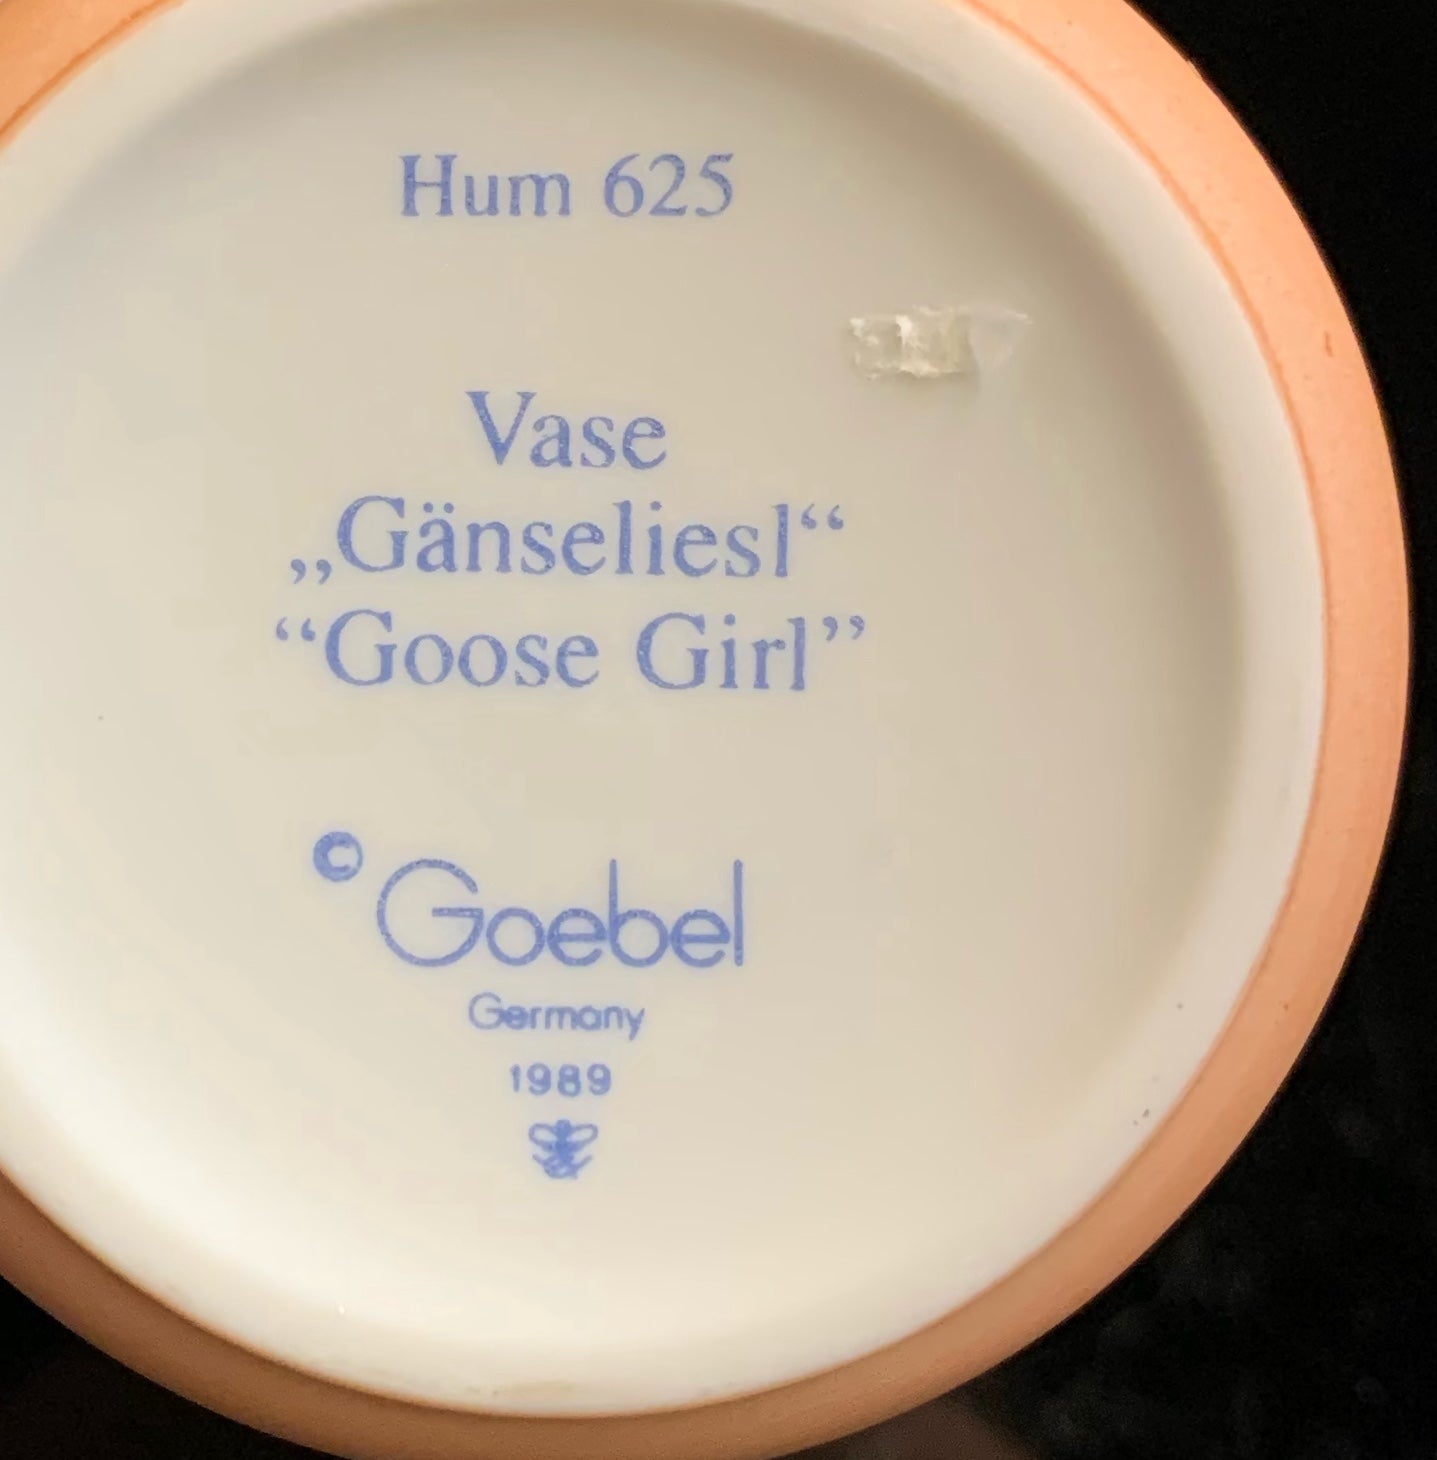 Hum 625
Vase
„Gänseliesl“
“Goose Girl”
© Goebel
Germany
1989